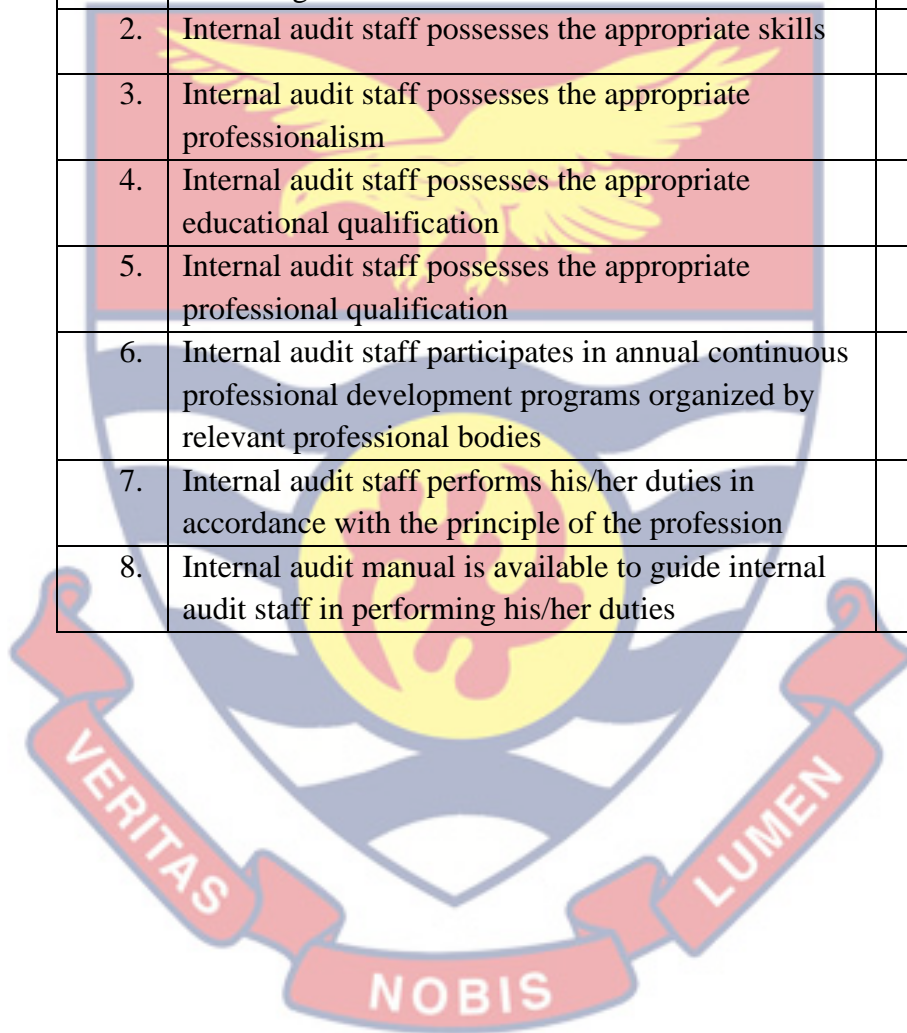 2. Internal audit staff possesses the appropriate skills
3. Internal audit staff possesses the appropriate
professionalism
4. Internal audit staff possesses the appropriate
educational qualification
5. Internal audit staff possesses the appropriate
professional qualification
6. Internal audit staff participates in annual continuous
professional development programs organized by
relevant professional bodies
7. Internal audit staff performs his/her duties in
accordance with the principle of the profession
8. Internal audit manual is available to guide internal
audit staff in performing his/her duties
VERITAS
NOBIS
LUMEN